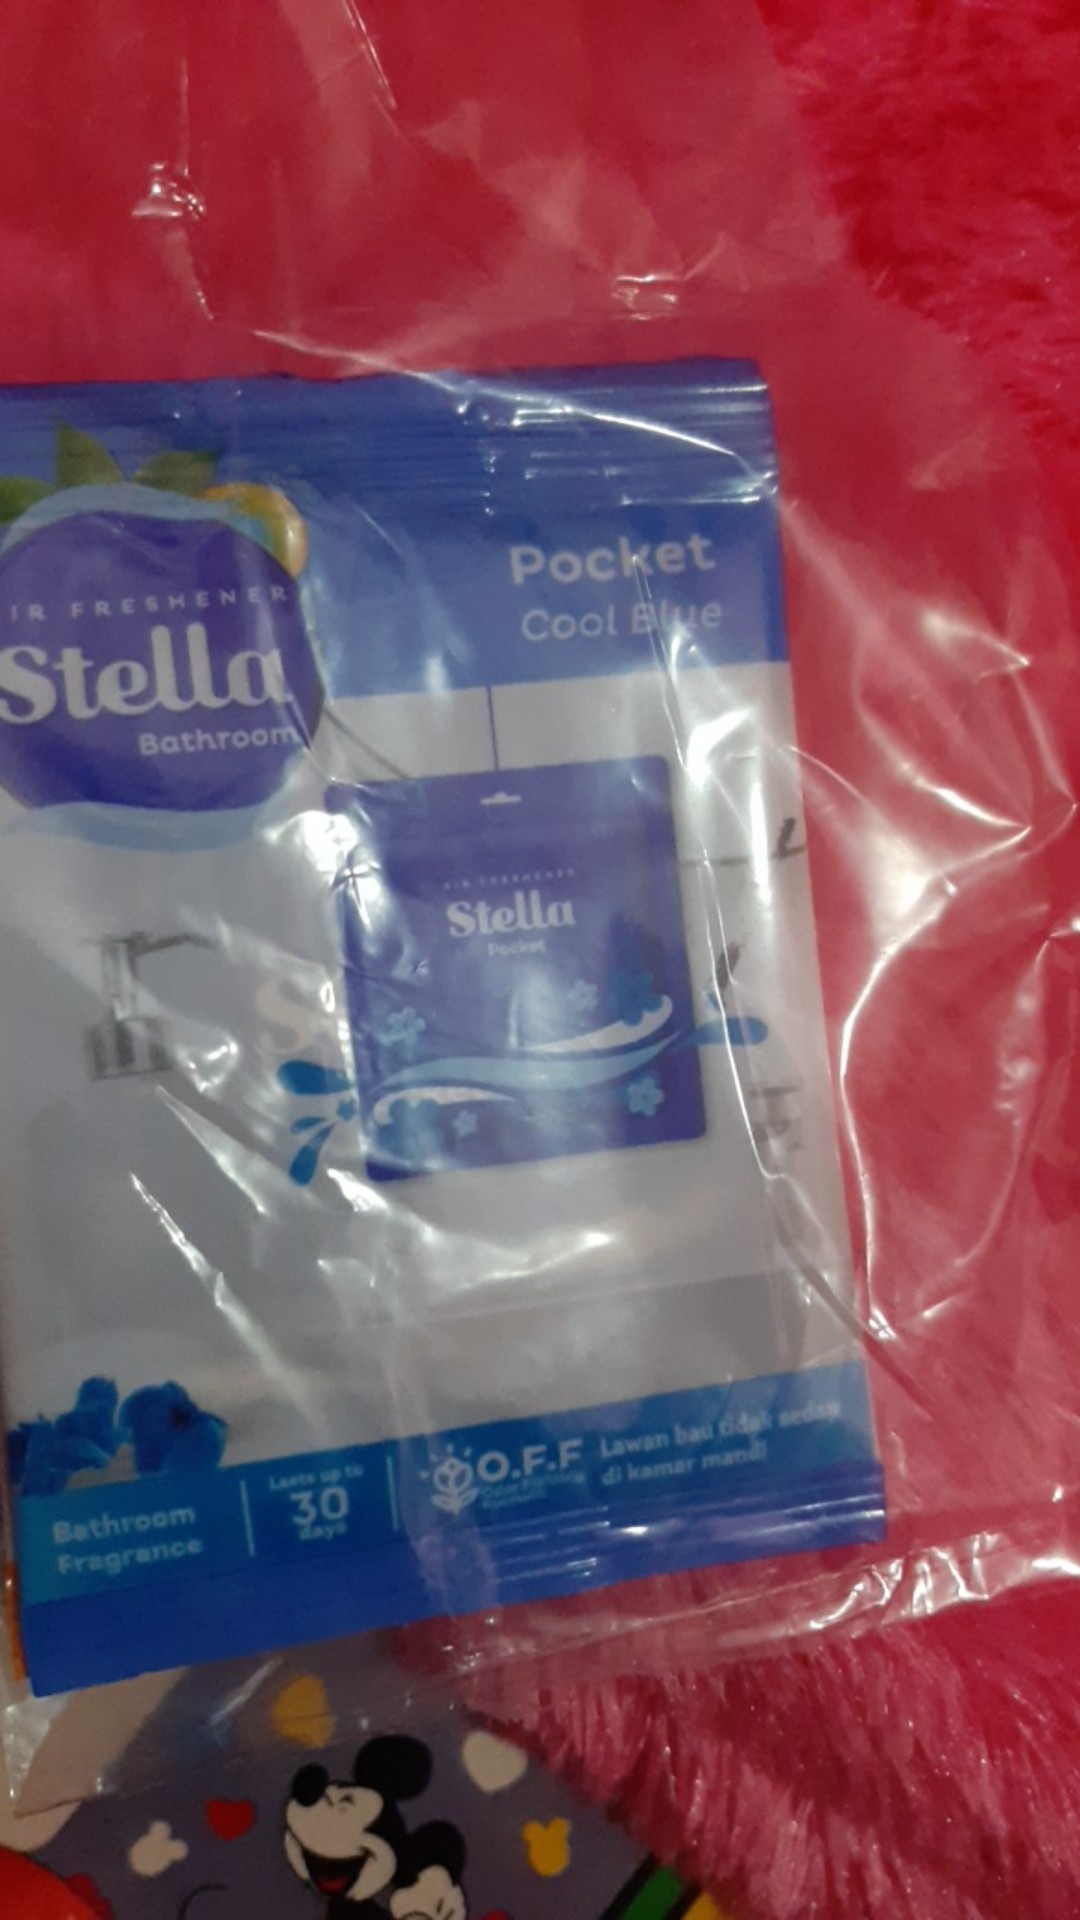 IR FRESHENER
Stella
Bathroom
Pocket
Cool Blue
AIR FRESHENER
Stella
Pocket
Bathroom
Fragrance
Lasts up to
30
days
O.F.F
Lawan bau tidak sedap
di kamar mandi